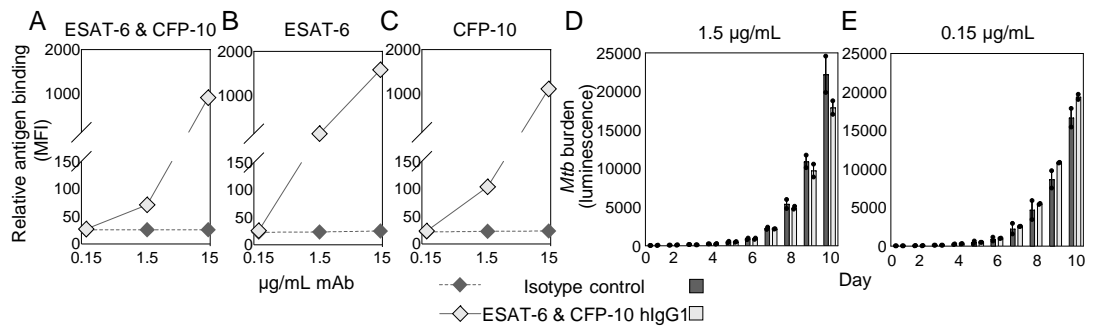 A ESAT-6 & CFP-10
B ESAT-6
C CFP-10
D 1.5 µg/mL
E 0.15 µg/mL
Relative antigen binding
(MFI)
2000
1000
150
100
50
0
0.15 1.5 15
2000
1000
150
100
50
0
0.15 1.5 15
2000
1000
150
100
50
0
0.15 1.5 15
µg/mL mAb
Mtb burden
(luminescence)
25000
20000
15000
10000
5000
0
0 2 4 6 8 10
25000
20000
15000
10000
5000
0
0 2 4 6 8 10
Day
Isotype control
ESAT-6 & CFP-10 hIgG1